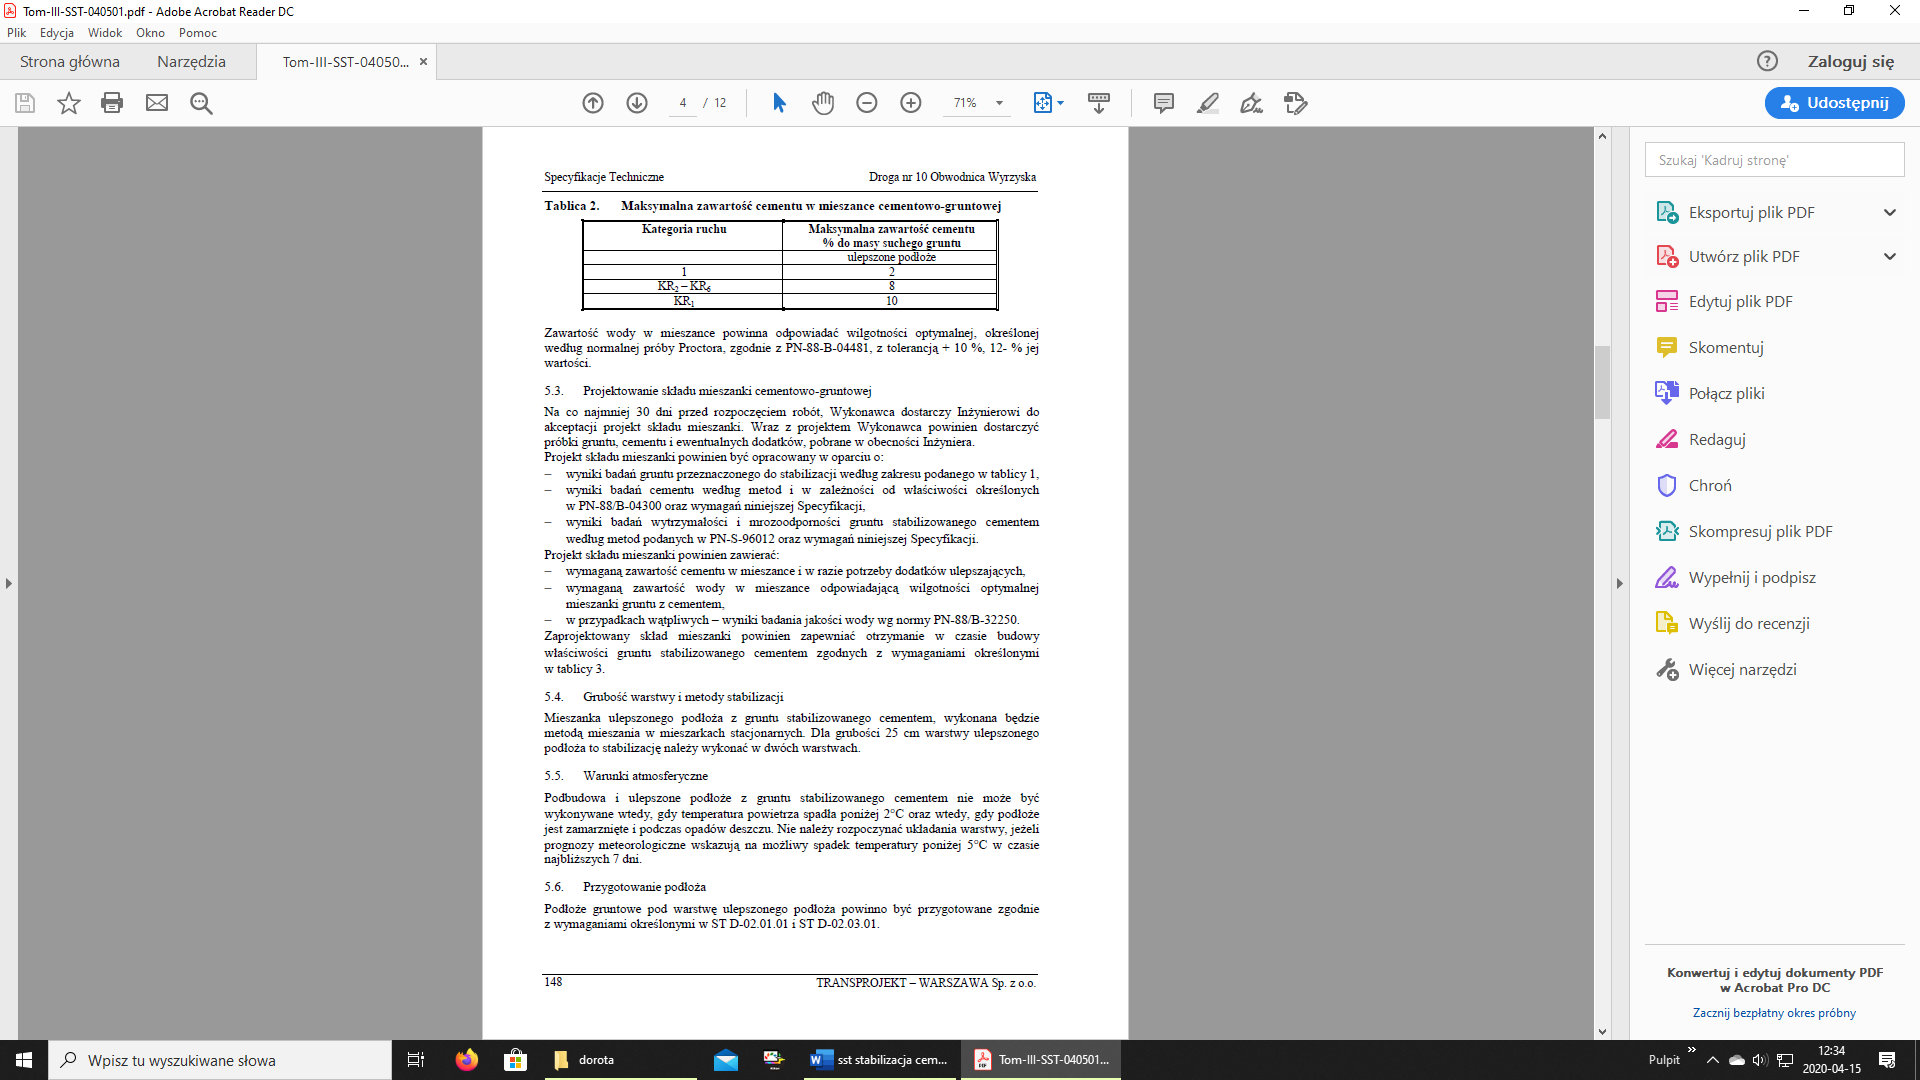 Tom-III-SST-040501.pdf - Adobe Acrobat Reader DC
Plik Edycja Widok Okno Pomoc
Strona główna Narzędzia Tom-III-SST-04050... × Zaloguj się
4 / 12 71% Udostępnij
Specyfikacje Techniczne Droga nr 10 Obwodnica Wyrzyska
Tablica 2. Maksymalna zawartość cementu w mieszance cementowo-gruntowej
Kategoria ruchu Maksymalna zawartość cementu
% do masy suchego gruntu
ulepszone podłoże
1 2
KR2 – KR6 8
KR1 10
Zawartość wody w mieszance powinna odpowiadać wilgotności optymalnej, określonej
według normalnej próby Proctora, zgodnie z PN-88-B-04481, z tolerancją + 10 %, 12- % jej
wartości.
5.3. Projektowanie składu mieszanki cementowo-gruntowej
Na co najmniej 30 dni przed rozpoczęciem robót, Wykonawca dostarczy Inżynierowi do
akceptacji projekt składu mieszanki. Wraz z projektem Wykonawca powinien dostarczyć
próbki gruntu, cementu i ewentualnych dodatków, pobrane w obecności Inżyniera.
Projekt składu mieszanki powinien być opracowany w oparciu o:
– wyniki badań gruntu przeznaczonego do stabilizacji według zakresu podanego w tablicy 1,
– wyniki badań cementu według metod i w zależności od właściwości określonych
w PN-88/B-04300 oraz wymagań niniejszej Specyfikacji,
– wyniki badań wytrzymałości i mrozoodporności gruntu stabilizowanego cementem
według metod podanych w PN-S-96012 oraz wymagań niniejszej Specyfikacji.
Projekt składu mieszanki powinien zawierać:
– wymaganą zawartość cementu w mieszance i w razie potrzeby dodatków ulepszających,
– wymaganą zawartość wody w mieszance odpowiadającą wilgotności optymalnej
mieszanki gruntu z cementem,
– w przypadkach wątpliwych – wyniki badania jakości wody wg normy PN-88/B-32250.
Zaprojektowany skład mieszanki powinien zapewniać otrzymanie w czasie budowy
właściwości gruntu stabilizowanego cementem zgodnych z wymaganiami określonymi
w tablicy 3.
5.4. Grubość warstwy i metody stabilizacji
Mieszanka ulepszonego podłoża z gruntu stabilizowanego cementem, wykonana będzie
metodą mieszania w mieszarkach stacjonarnych. Dla grubości 25 cm warstwy ulepszonego
podłoża to stabilizację należy wykonać w dwóch warstwach.
5.5. Warunki atmosferyczne
Podbudowa i ulepszone podłoże z gruntu stabilizowanego cementem nie może być
wykonywane wtedy, gdy temperatura powietrza spadła poniżej 2°C oraz wtedy, gdy podłoże
jest zamarznięte i podczas opadów deszczu. Nie należy rozpoczynać układania warstwy, jeżeli
prognozy meteorologiczne wskazują na możliwy spadek temperatury poniżej 5°C w czasie
najbliższych 7 dni.
5.6. Przygotowanie podłoża
Podłoże gruntowe pod warstwę ulepszonego podłoża powinno być przygotowane zgodnie
z wymaganiami określonymi w ST D-02.01.01 i ST D-02.03.01.
148 TRANSPROJEKT – WARSZAWA Sp. z o.o.
Szukaj 'Kadruj stronę'
Eksportuj plik PDF
Utwórz plik PDF
Edytuj plik PDF
Skomentuj
Połącz pliki
Redaguj
Chroń
Skompresuj plik PDF
Wypełnij i podpisz
Wyślij do recenzji
Więcej narzędzi
Konwertuj i edytuj dokumenty PDF
w Acrobat Pro DC
Zacznij bezpłatny okres próbny
Wpisz tu wyszukiwane słowa dorota sst stabilizacja cem... Tom-III-SST-040501... Pulpit » 12:34
2020-04-15